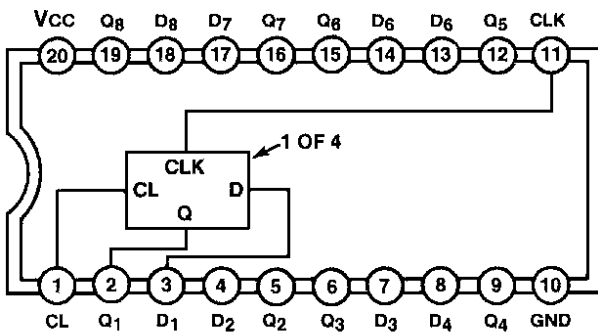 VCC Q8 D8 D7 Q7 Q6 D6 D6 Q5 CLK
20 19 18 17 16 15 14 13 12 11
1 OF 4
CLK
CL D
Q
1 2 3 4 5 6 7 8 9 10
CL Q1 D1 D2 Q2 Q3 D3 D4 Q4 GND